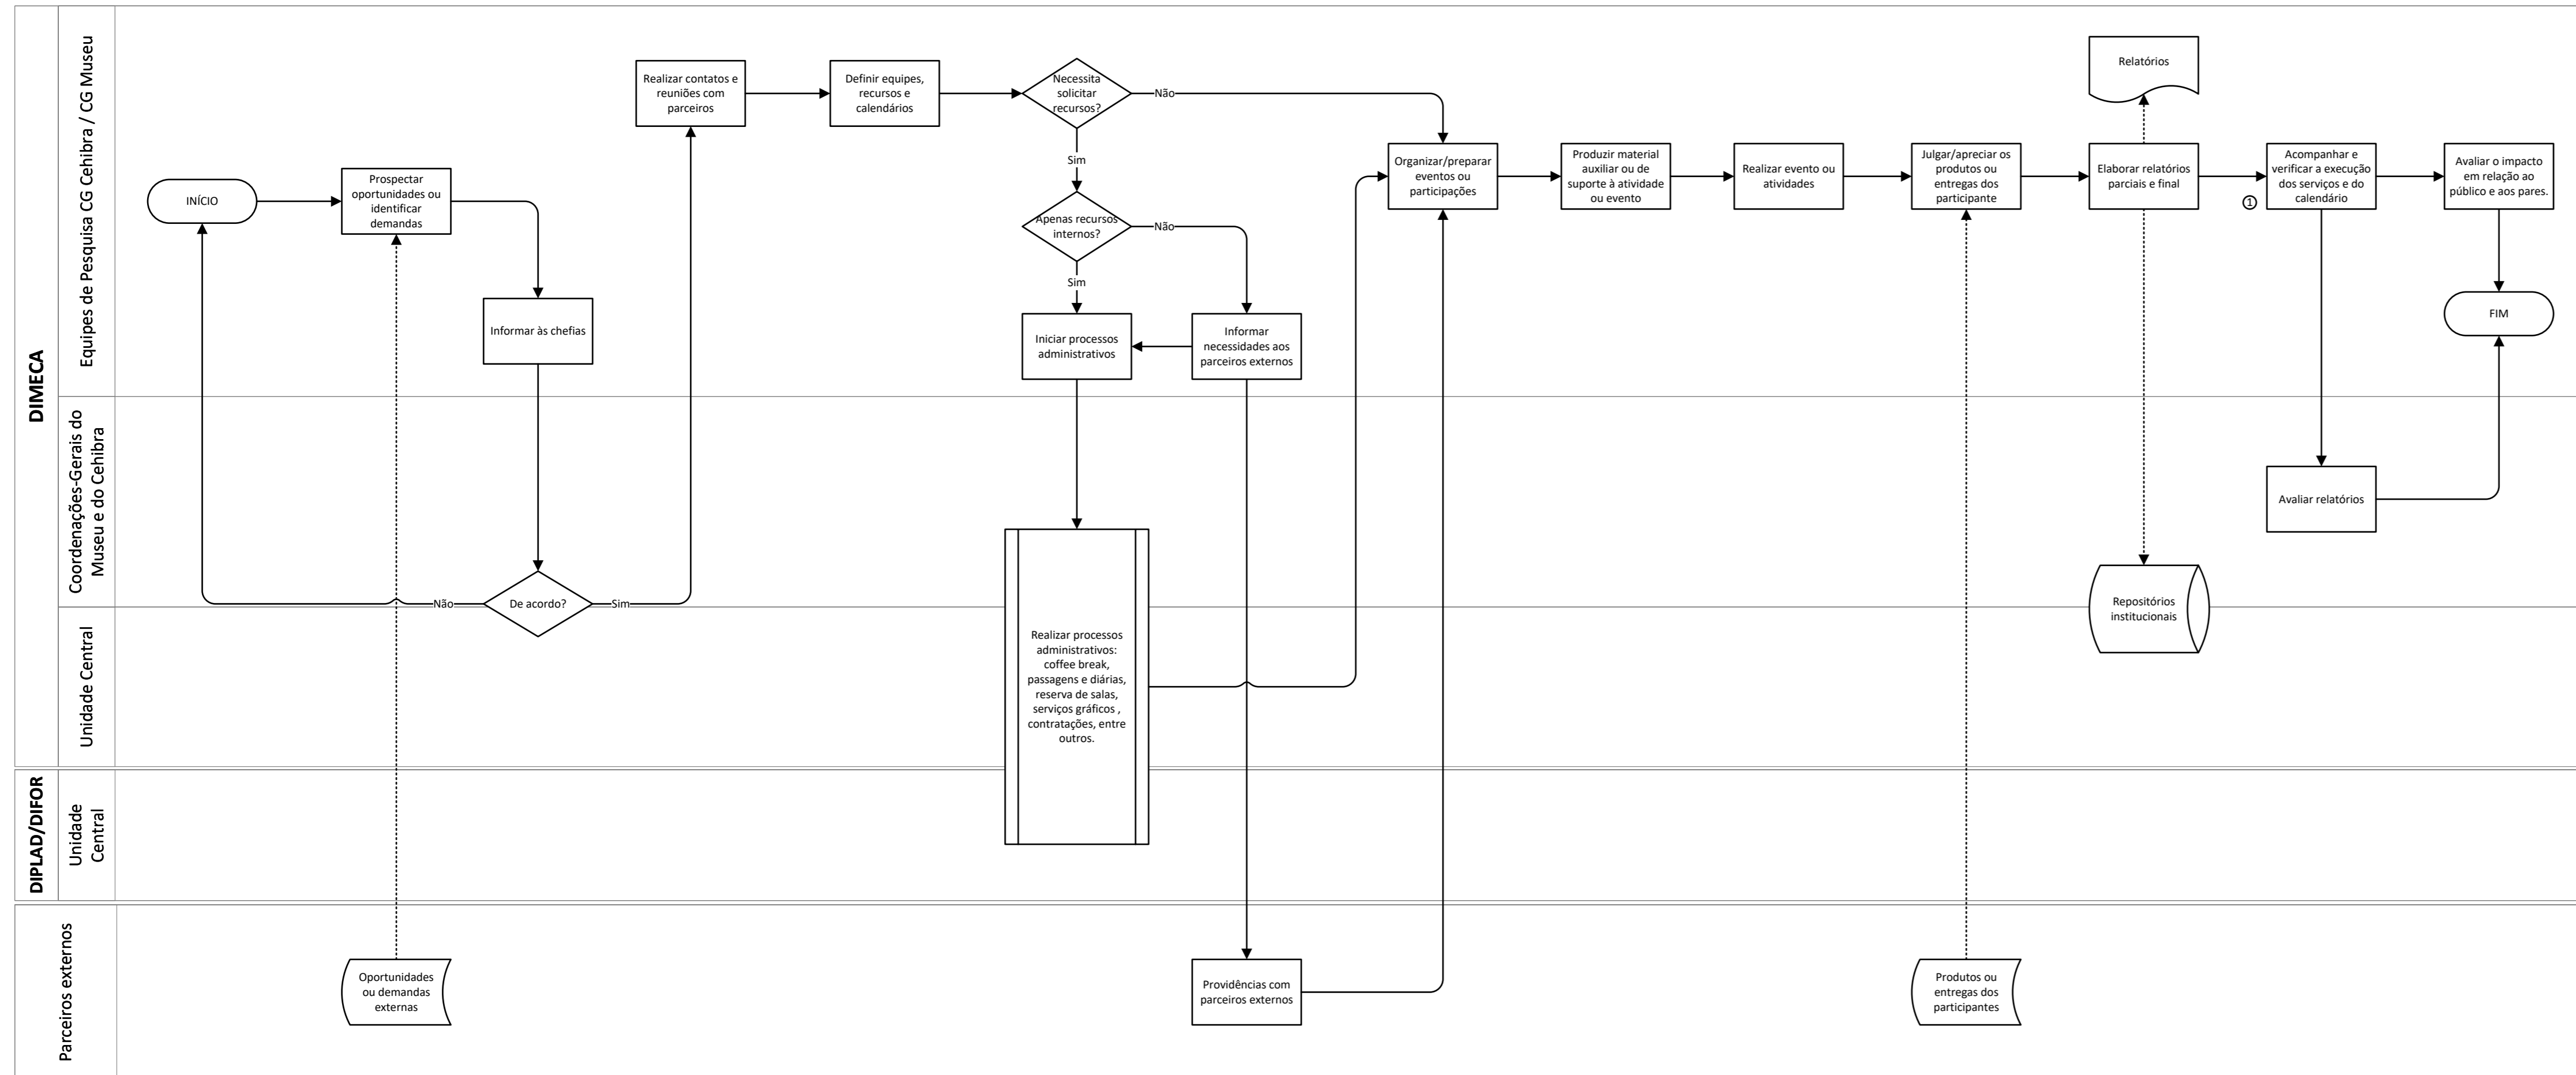 DIMECA
Equipes de Pesquisa CG Cehibra / CG Museu
Coordenações-Gerais do
Museu e do Cehibra
Unidade Central
DIPLAD/DIFOR
Unidade
Central
Parceiros externos
INÍCIO
Prospectar
oportunidades ou
identificar
demandas
Informar às chefias
De acordo?
Não
Sim
Oportunidades
ou demandas
externas
Realizar contatos e
reuniões com
parceiros
Definir equipes,
recursos e
calendários
Necessita
solicitar
recursos?
Não
Sim
Apenas recursos
internos?
Não
Sim
Iniciar processos
administrativos
Informar
necessidades aos
parceiros externos
Realizar processos
administrativos:
coffee break,
passagens e diárias,
reserva de salas,
serviços gráficos ,
contratações, entre
outros.
Providências com
parceiros externos
Organizar/preparar
eventos ou
participações
Produzir material
auxiliar ou de
suporte à atividade
ou evento
Realizar evento ou
atividades
Julgar/apreciar os
produtos ou
entregas dos
participante
Produtos ou
entregas dos
participantes
Relatórios
Elaborar relatórios
parciais e final
Repositórios
institucionais
1
Acompanhar e
verificar a execução
dos serviços e do
calendário
Avaliar relatórios
Avaliar o impacto
em relação ao
público e aos pares.
FIM